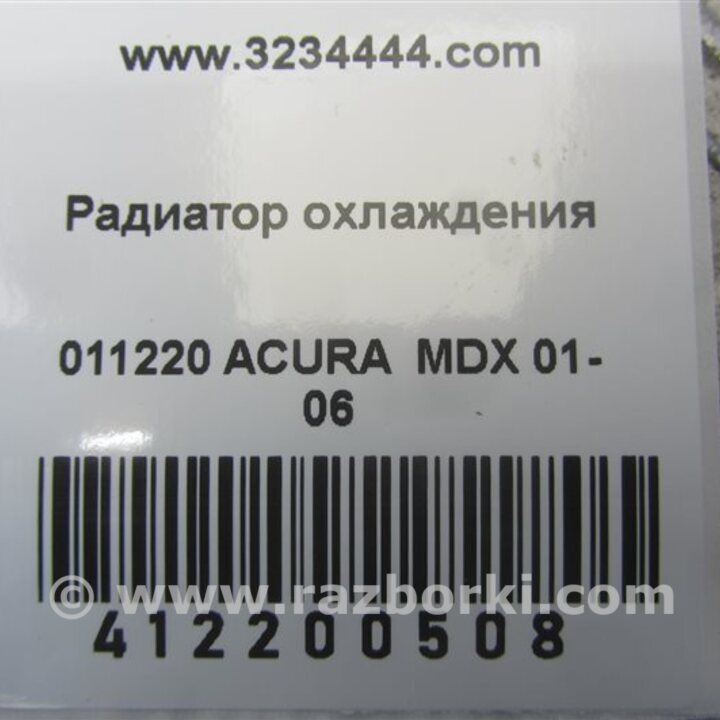 www.3234444.com
Радиатор охлаждения
011220 ACURA MDX 01-
06
© www.razborki.com
412200508